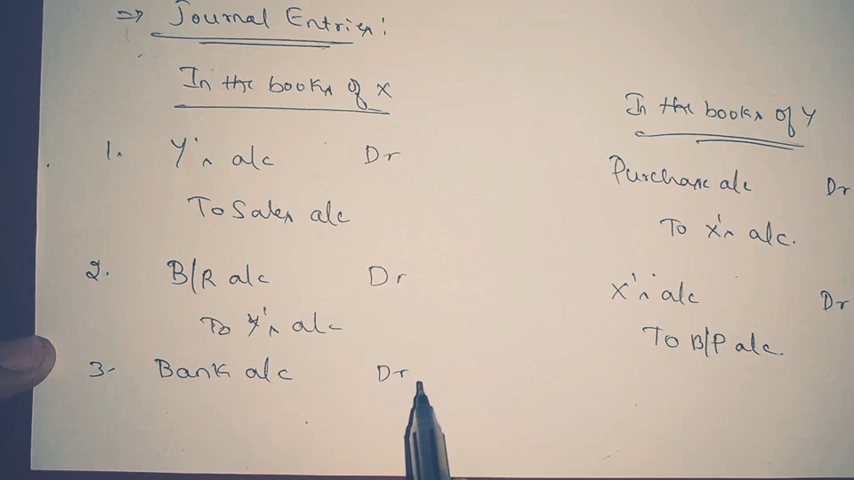 ⇒ Journal Entries:
In the books of X
1. Y's a/c Dr
To Sales a/c
2. B/R a/c Dr
To Y's a/c
3- Bank a/c Dr
In the books of Y
Purchase a/c Dr
To X's a/c.
X's a/c Dr
To B/P a/c.